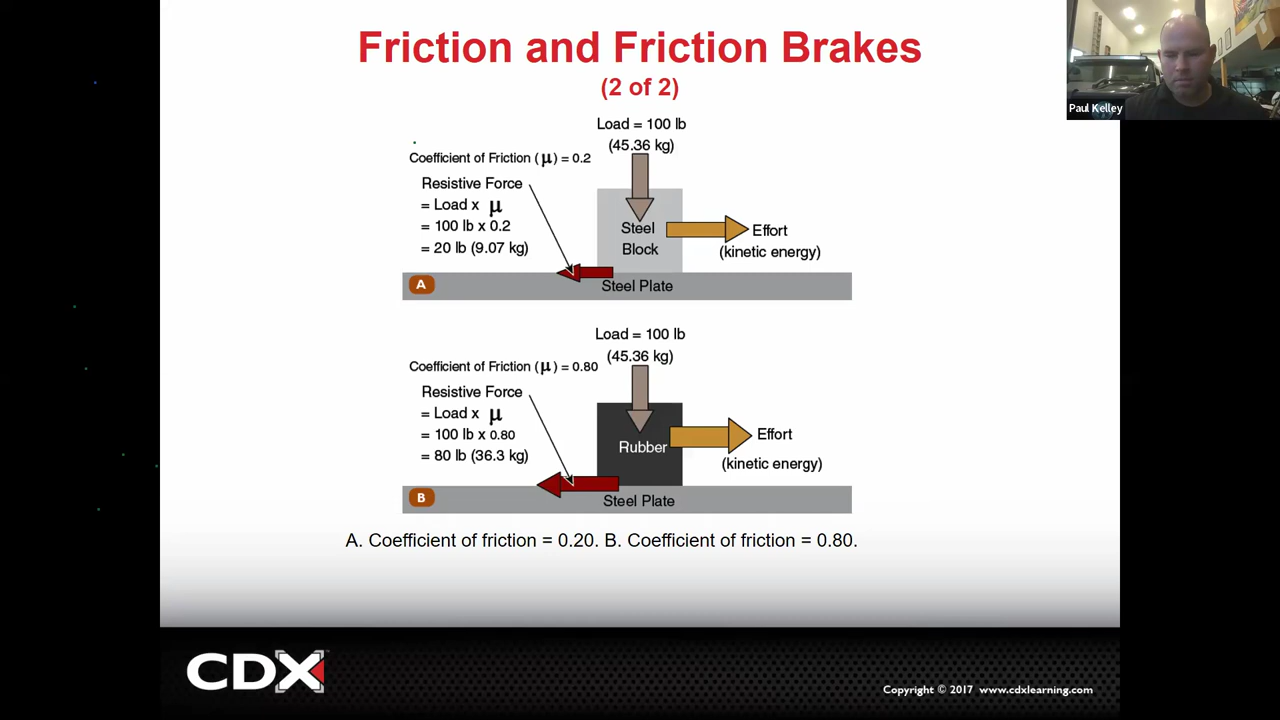 Friction and Friction Brakes
(2 of 2)
Paul Kelley
Load = 100 lb
(45.36 kg)
Coefficient of Friction (μ) = 0.2
Resistive Force
= Load x μ
= 100 lb x 0.2
= 20 lb (9.07 kg)
Steel
Block
Effort
(kinetic energy)
A
Steel Plate
Load = 100 lb
(45.36 kg)
Coefficient of Friction (μ) = 0.80
Resistive Force
= Load x μ
= 100 lb x 0.80
= 80 lb (36.3 kg)
Rubber
Effort
(kinetic energy)
B
Steel Plate
A. Coefficient of friction = 0.20. B. Coefficient of friction = 0.80.
CDX
Copyright © 2017 www.cdxlearning.com